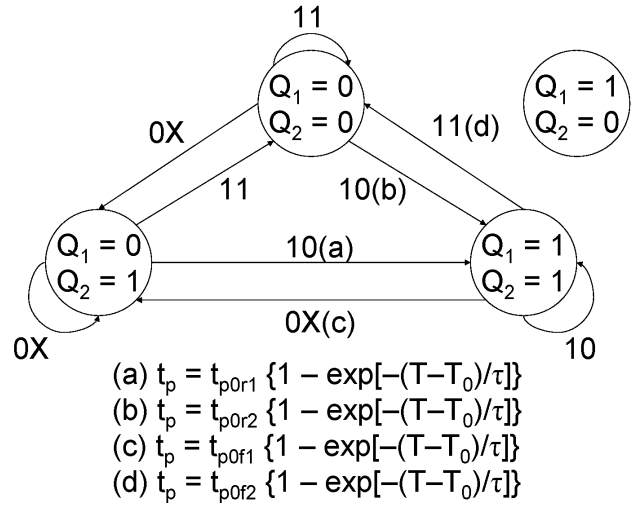 11
Q1 = 0
Q2 = 0
Q1 = 1
Q2 = 0
0X
11
10(b)
11(d)
Q1 = 0
Q2 = 1
10(a)
Q1 = 1
Q2 = 1
0X(c)
0X
10
(a) tp = tp0r1 {1 – exp[–(T–T0)/τ]}
(b) tp = tp0r2 {1 – exp[–(T–T0)/τ]}
(c) tp = tp0f1 {1 – exp[–(T–T0)/τ]}
(d) tp = tp0f2 {1 – exp[–(T–T0)/τ]}